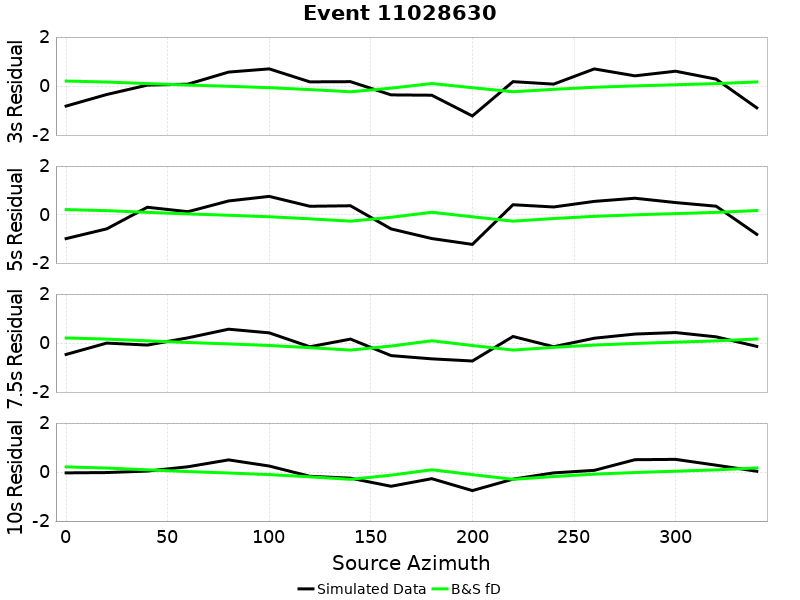 Event 11028630
3s Residual
2
0
-2
5s Residual
2
0
-2
7.5s Residual
2
0
-2
10s Residual
2
0
-2
0 50 100 150 200 250 300
Source Azimuth
Simulated Data B&S fD